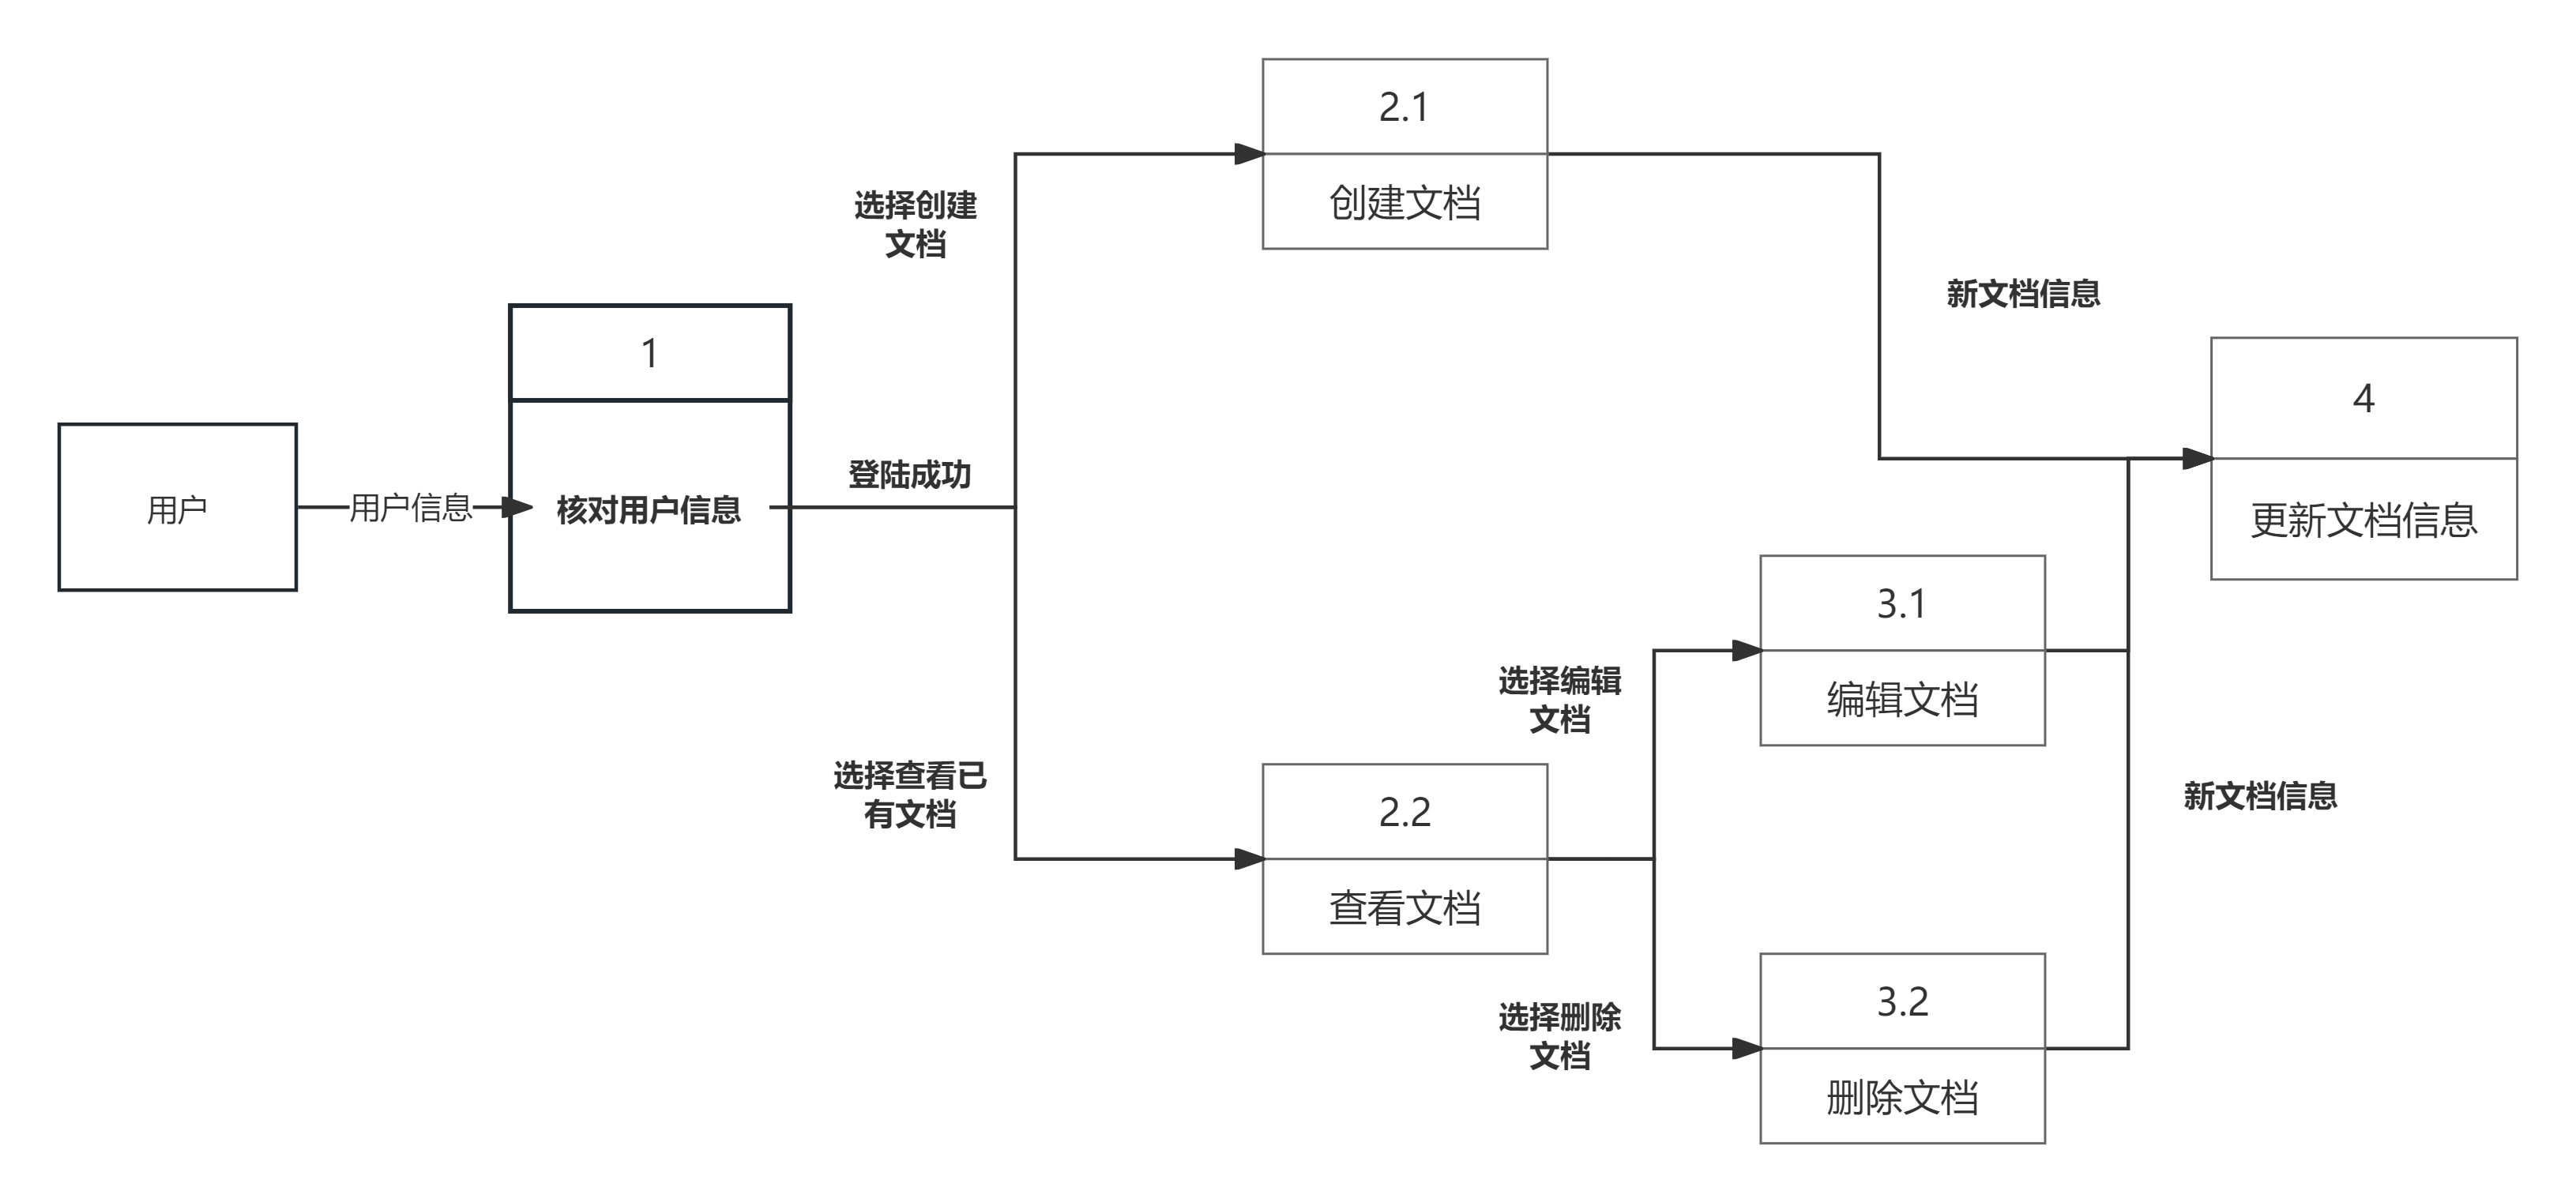 用户
用户信息
1
核对用户信息
登陆成功
选择创建
文档
选择查看已
有文档
2.1
创建文档
2.2
查看文档
选择编辑
文档
选择删除
文档
3.1
编辑文档
3.2
删除文档
新文档信息
新文档信息
4
更新文档信息